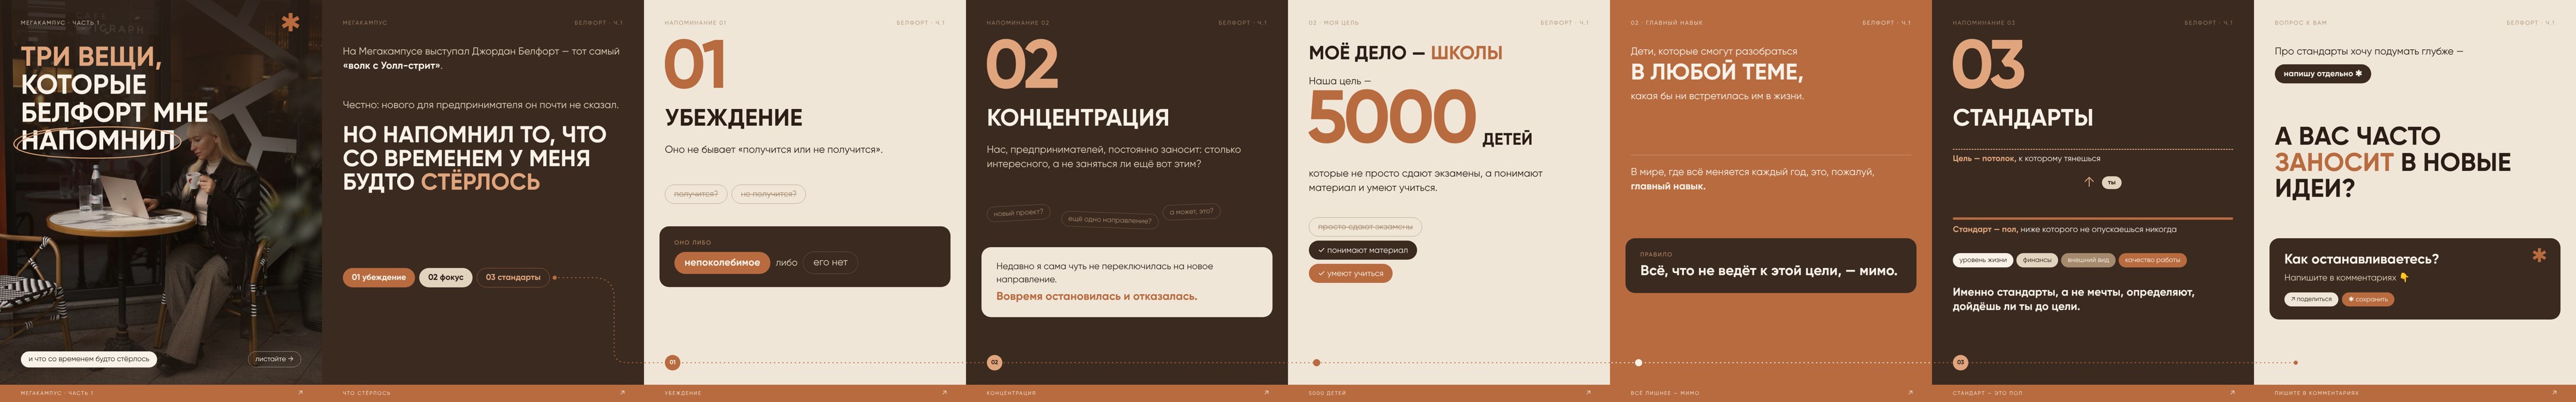 МЕГАКАМПУС · ЧАСТЬ 1
ТРИ ВЕЩИ,
КОТОРЫЕ
БЕЛФОРТ МНЕ
НАПОМНИЛ
и что со временем будто стёрлось
листайте →
МЕГАКАМПУС · ЧАСТЬ 1 ↗
МЕГАКАМПУС
БЕЛФОРТ · Ч.1
На Мегакампусе выступал Джордан Белфорт — тот самый
«волк с Уолл-стрит».
Честно: нового для предпринимателя он почти не сказал.
НО НАПОМНИЛ ТО, ЧТО
СО ВРЕМЕНЕМ У МЕНЯ
БУДТО СТЁРЛОСЬ
01 убеждение 02 фокус 03 стандарты
ЧТО СТЁРЛОСЬ ↗
НАПОМИНАНИЕ 01
БЕЛФОРТ · Ч.1
01
УБЕЖДЕНИЕ
Оно не бывает «получится или не получится».
получится? не получится?
ОНО ЛИБО
непоколебимое либо его нет
01
УБЕЖДЕНИЕ ↗
НАПОМИНАНИЕ 02
БЕЛФОРТ · Ч.1
02
КОНЦЕНТРАЦИЯ
Нас, предпринимателей, постоянно заносит: столько
интересного, а не заняться ли ещё вот этим?
новый проект? ещё одно направление? а может, это?
Недавно я сама чуть не переключилась на новое
направление.
Вовремя остановилась и отказалась.
02
КОНЦЕНТРАЦИЯ ↗
02 · МОЯ ЦЕЛЬ
БЕЛФОРТ · Ч.1
МОЁ ДЕЛО — ШКОЛЫ
Наша цель —
5000 ДЕТЕЙ
которые не просто сдают экзамены, а понимают
материал и умеют учиться.
просто сдают экзамены
✓ понимают материал
✓ умеют учиться
5000 ДЕТЕЙ ↗
02 · ГЛАВНЫЙ НАВЫК
БЕЛФОРТ · Ч.1
Дети, которые смогут разобраться
В ЛЮБОЙ ТЕМЕ,
какая бы ни встретилась им в жизни.
В мире, где всё меняется каждый год, это, пожалуй,
главный навык.
ПРАВИЛО
Всё, что не ведёт к этой цели, — мимо.
ВСЁ ЛИШНЕЕ — МИМО ↗
НАПОМИНАНИЕ 03
БЕЛФОРТ · Ч.1
03
СТАНДАРТЫ
Цель — потолок, к которому тянешься
↑ ты
Стандарт — пол, ниже которого не опускаешься никогда
уровень жизни финансы внешний вид качество работы
Именно стандарты, а не мечты, определяют,
дойдёшь ли ты до цели.
03
СТАНДАРТ — ЭТО ПОЛ ↗
ВОПРОС К ВАМ
БЕЛФОРТ · Ч.1
Про стандарты хочу подумать глубже —
напишу отдельно ✱
А ВАС ЧАСТО
ЗАНОСИТ В НОВЫЕ
ИДЕИ?
Как останавливаетесь?
Напишите в комментариях 👇
↗ поделиться ✱ сохранить
ПИШИТЕ В КОММЕНТАРИЯХ ↗